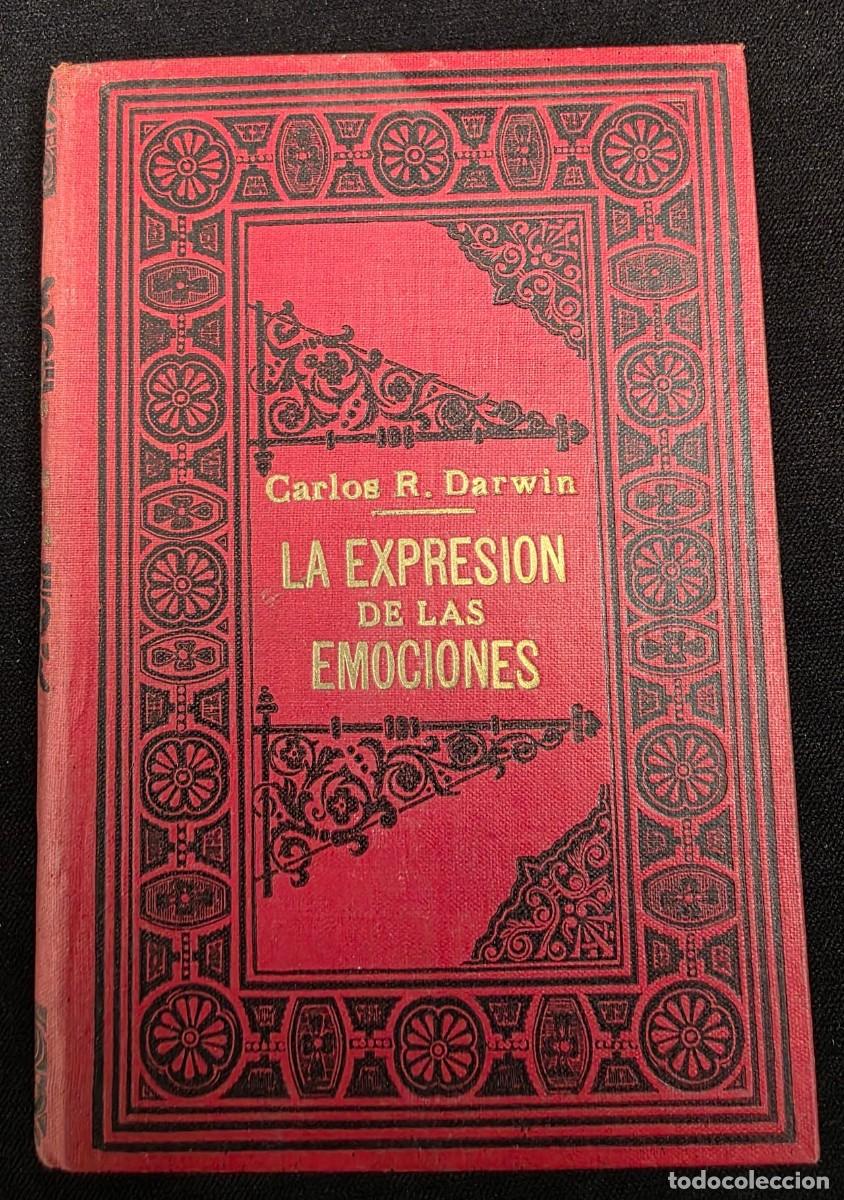 Carlos R. Darwin
LA EXPRESION
DE LAS
EMOCIONES
todocoleccion